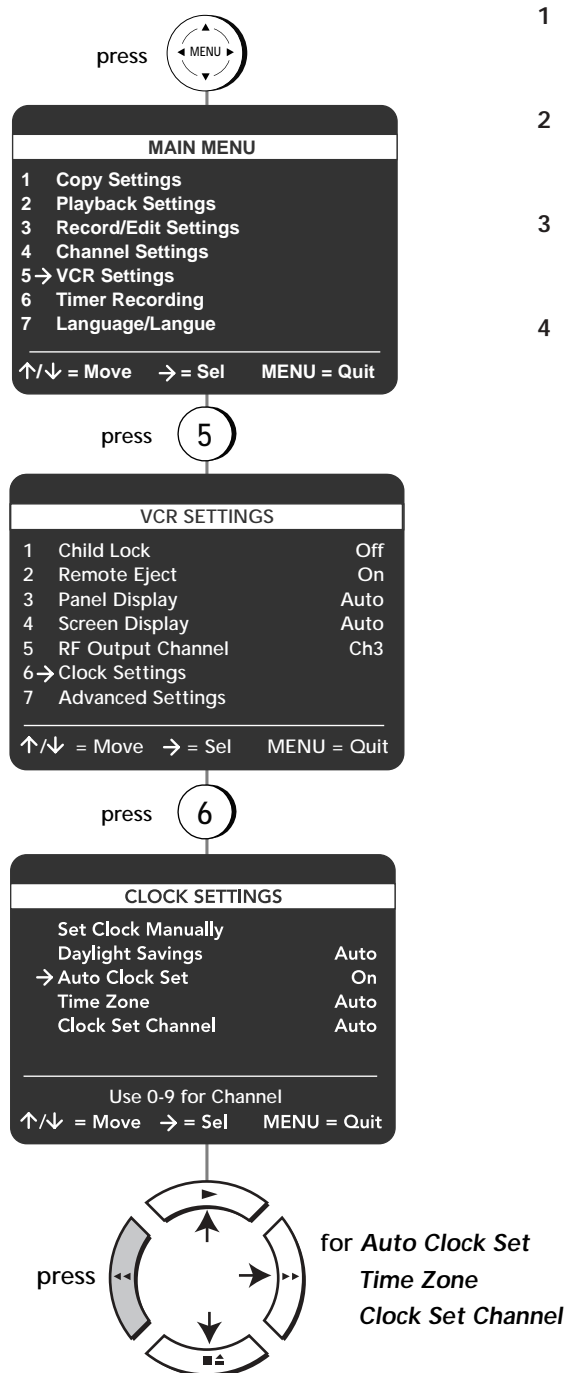 1
press MENU
2
MAIN MENU
1 Copy Settings
2 Playback Settings
3 Record/Edit Settings
3
4 Channel Settings
5 → VCR Settings
6 Timer Recording
7 Language/Langue
4
↑/↓ = Move → = Sel MENU = Quit
press 5
VCR SETTINGS
1 Child Lock Off
2 Remote Eject On
3 Panel Display Auto
4 Screen Display Auto
5 RF Output Channel Ch3
6 → Clock Settings
7 Advanced Settings
↑/↓ = Move → = Sel MENU = Quit
press 6
CLOCK SETTINGS
Set Clock Manually
Daylight Savings Auto
→ Auto Clock Set On
Time Zone Auto
Clock Set Channel Auto
Use 0-9 for Channel
↑/↓ = Move → = Sel MENU = Quit
press
for Auto Clock Set
Time Zone
Clock Set Channel